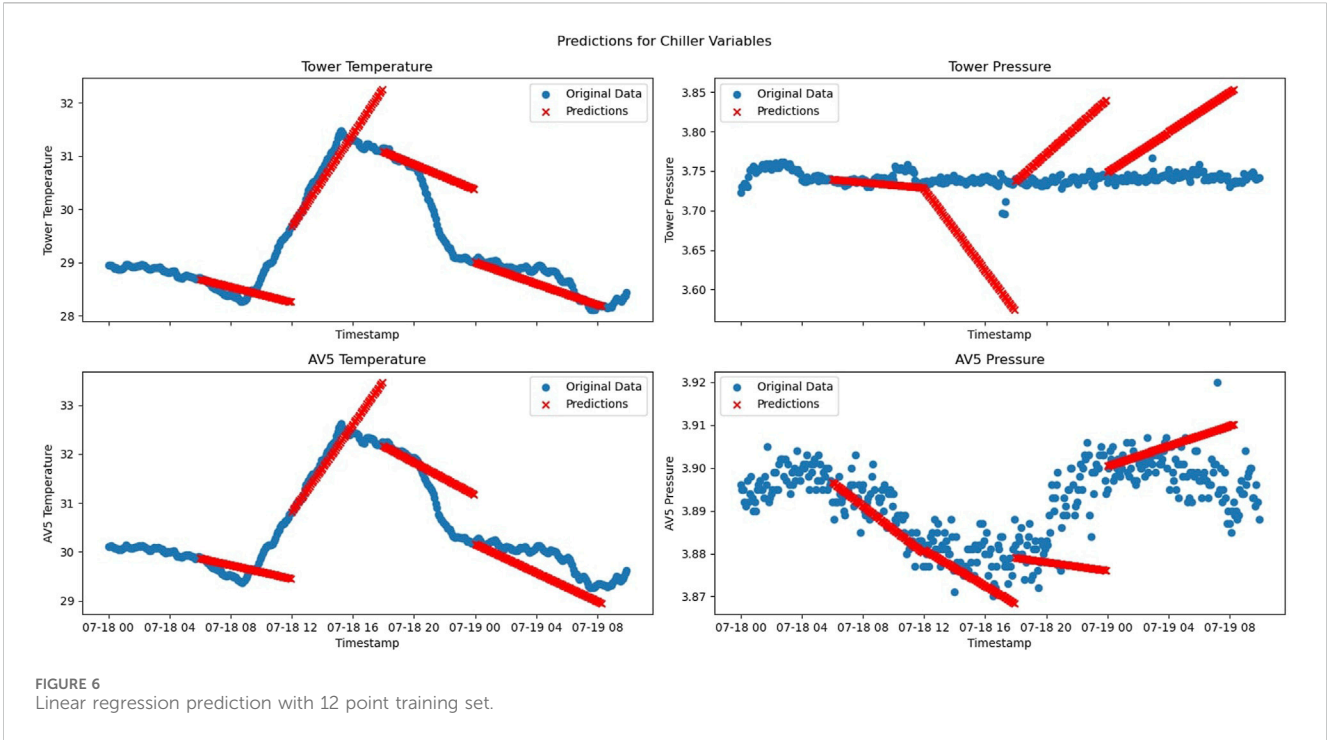 Predictions for Chiller Variables
Tower Temperature
Original Data
Predictions
32
31
30
29
28
Tower Temperature
Timestamp
Tower Pressure
Original Data
Predictions
3.85
3.80
3.75
3.70
3.65
3.60
Tower Pressure
Timestamp
AV5 Temperature
Original Data
Predictions
33
32
31
30
29
AV5 Temperature
07-18 00 07-18 04 07-18 08 07-18 12 07-18 16 07-18 20 07-19 00 07-19 04 07-19 08
Timestamp
AV5 Pressure
Original Data
Predictions
3.92
3.91
3.90
3.89
3.88
3.87
AV5 Pressure
07-18 00 07-18 04 07-18 08 07-18 12 07-18 16 07-18 20 07-19 00 07-19 04 07-19 08
Timestamp
FIGURE 6
Linear regression prediction with 12 point training set.